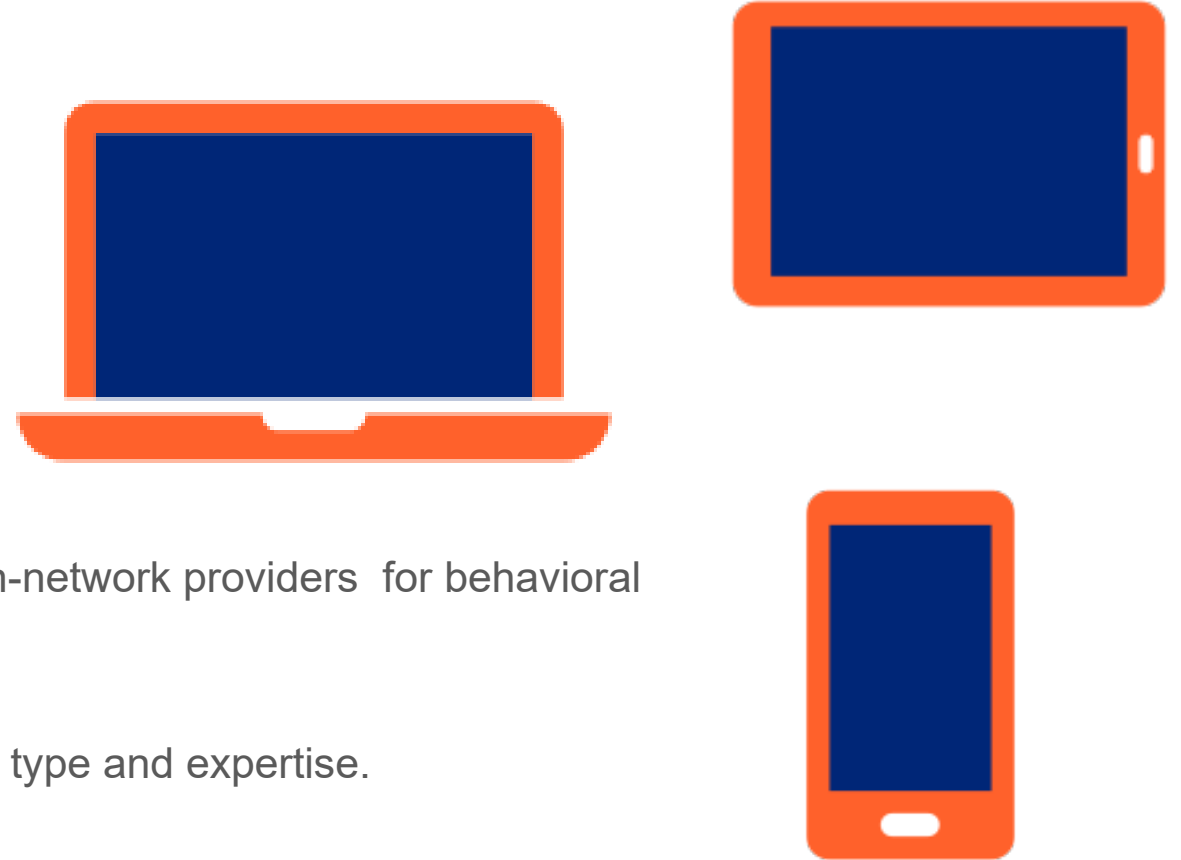 n-network providers  for behavioral
type and expertise.